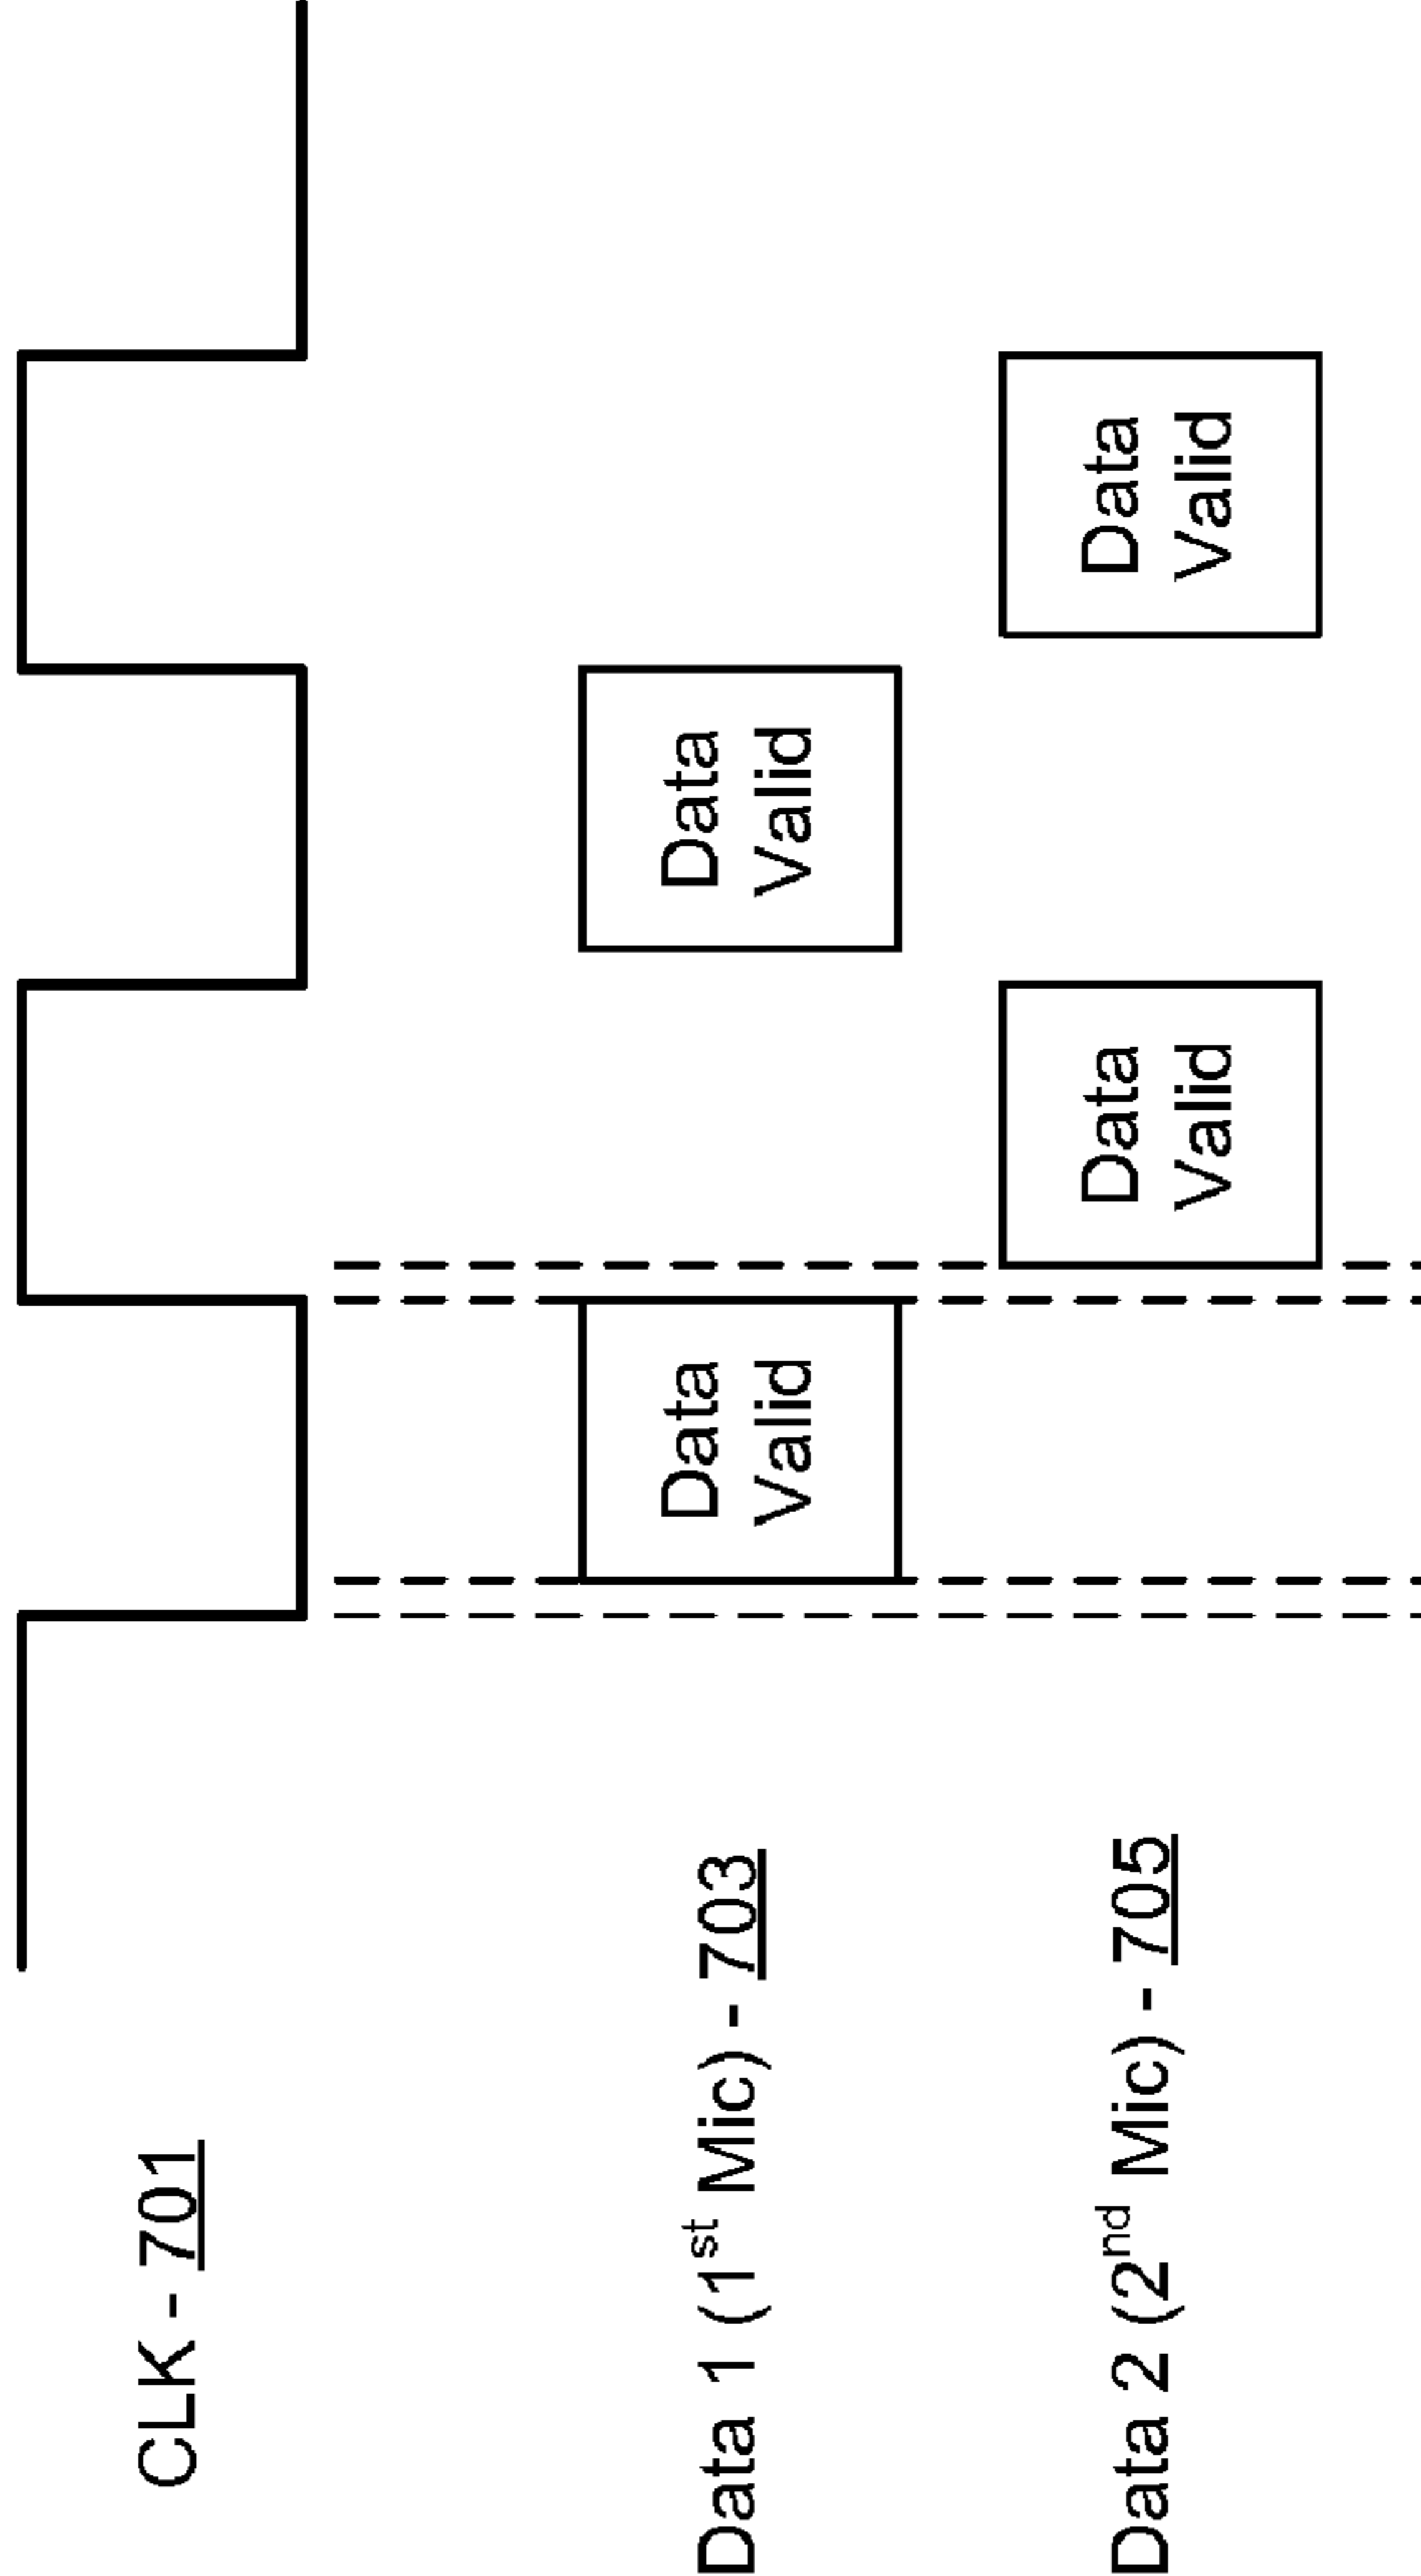 CLK - 701
Data 1 (1st Mic) - 703
Data
Valid
Data
Valid
Data 2 (2nd Mic) - 705
Data
Valid
Data
Valid